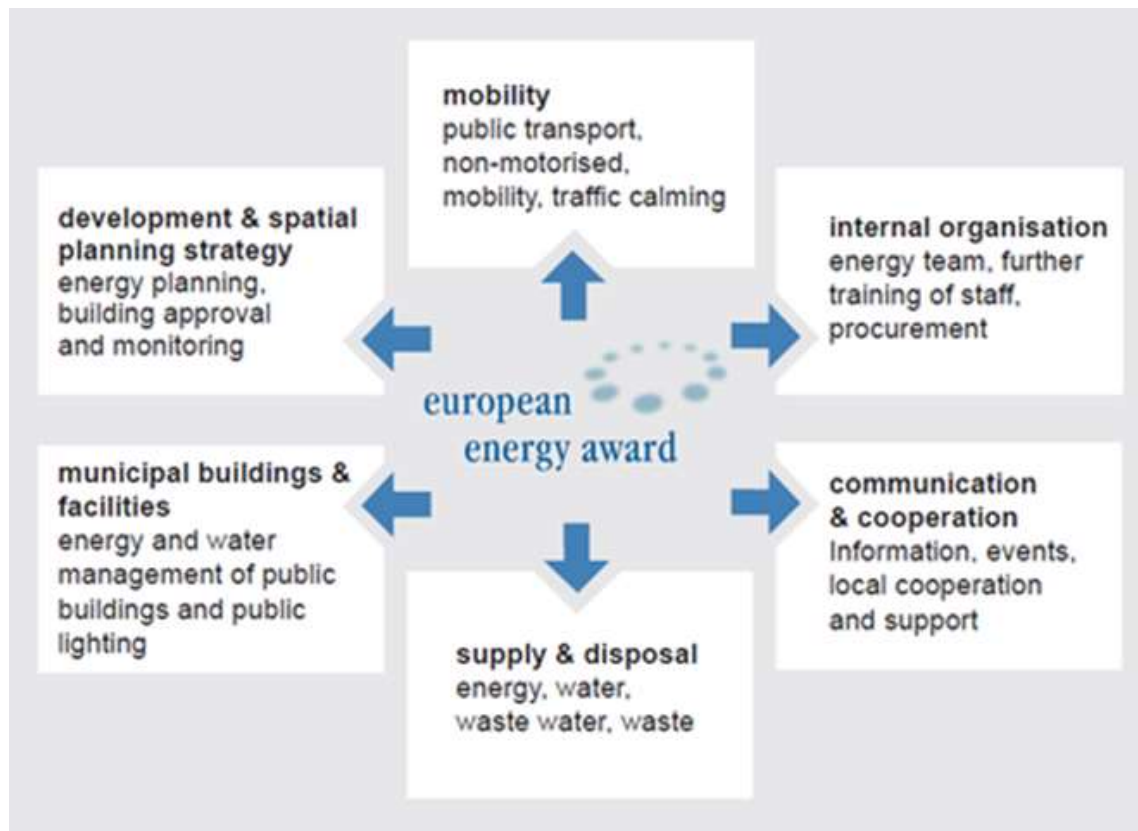 mobility
public transport,
non-motorised,
mobility, traffic calming
development & spatial
planning strategy
energy planning,
building approval
and monitoring
internal organisation
energy team, further
training of staff,
procurement
european
energy award
municipal buildings &
facilities
energy and water
management of public
buildings and public
lighting
communication
& cooperation
Information, events,
local cooperation
and support
supply & disposal
energy, water,
waste water, waste